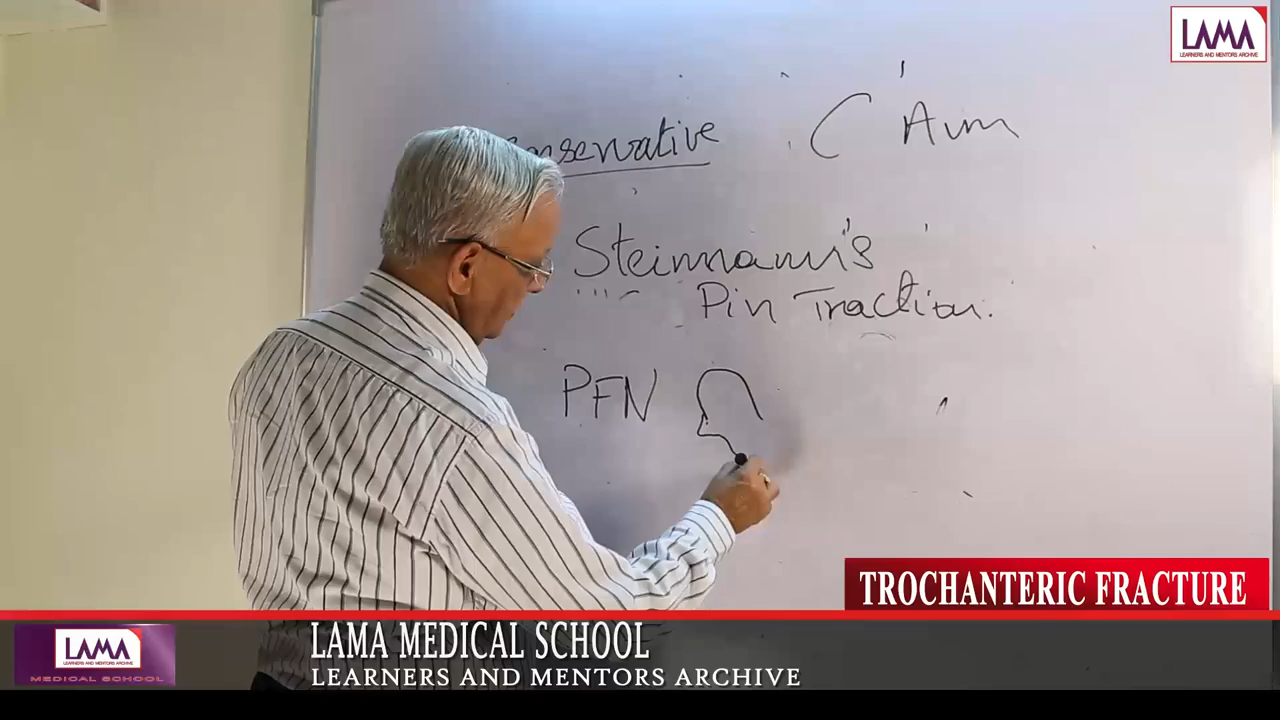 LAMA
LEARNERS AND MENTORS ARCHIVE
onservative
C Arm
Steinmann's
Pin Traction.
PFN
TROCHANTERIC FRACTURE
LAMA
LEARNERS AND MENTORS ARCHIVE
MEDICAL SCHOOL
LAMA MEDICAL SCHOOL
LEARNERS AND MENTORS ARCHIVE